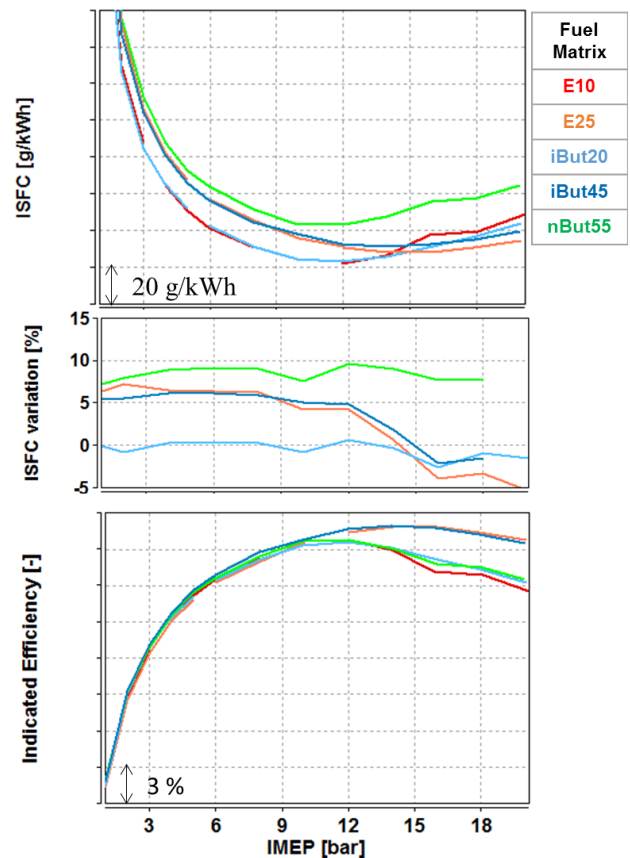 Fuel
Matrix
E10
E25
iBut20
iBut45
nBut55
ISFC [g/kWh]
20 g/kWh
ISFC variation [%]
15
10
5
0
-5
Indicated Efficiency [-]
3 %
3 6 9 12 15 18
IMEP [bar]